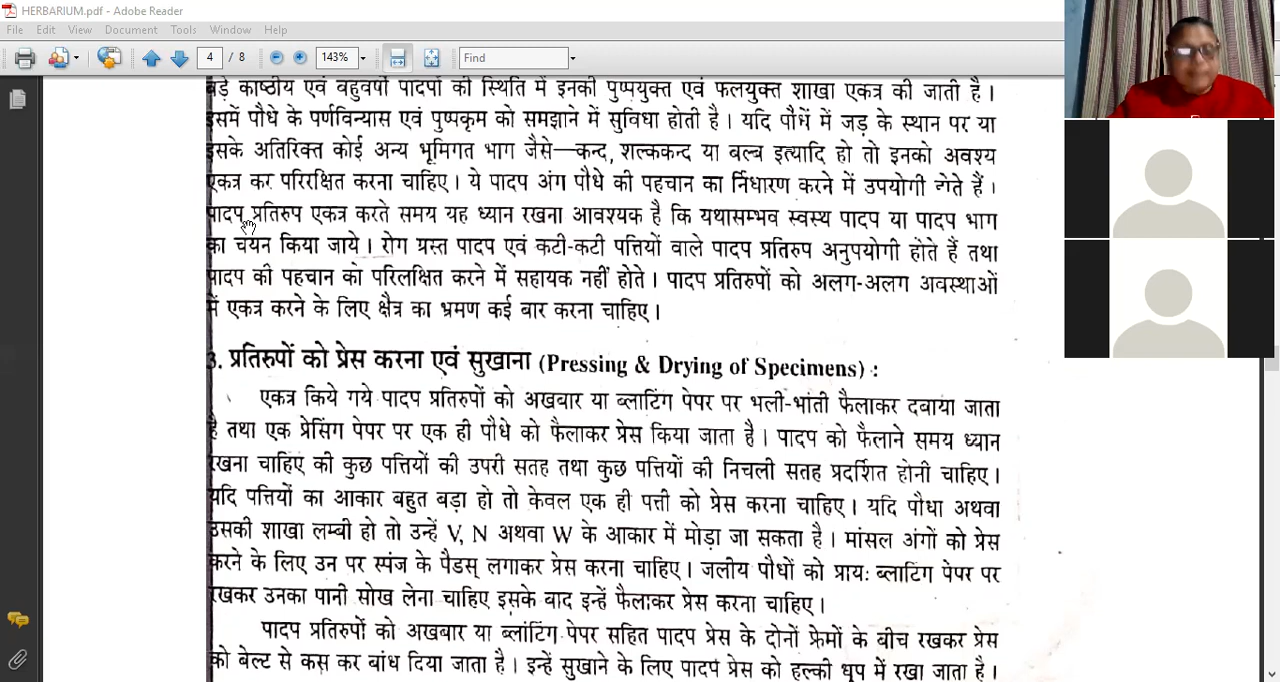 HERBARIUM.pdf - Adobe Reader
File Edit View Document Tools Window Help
4 / 8 143% Find
बड़े काष्ठीय एवं बहुवर्षी पादपों की स्थिति में इनकी पुष्पयुक्त एवं फलयुक्त शाखा एकत्र की जाती है।
इसमें पौधे के पर्णविन्यास एवं पुष्पक्रम को समझाने में सुविधा होती है। यदि पौधें में जड़ के स्थान पर या
इसके अतिरिक्त कोई अन्य भूमिगत भाग जैसे—कन्द, शल्ककन्द या बल्ब इत्यादि हो तो इनको अवश्य
एकत्र कर परिरक्षित करना चाहिए। ये पादप अंग पौधे की पहचान का र्निधारण करने में उपयोगी होते हैं।
पादप प्रतिरुप एकत्र करते समय यह ध्यान रखना आवश्यक है कि यथासम्भव स्वस्थ पादप या पादप भाग
का चयन किया जाये। रोग ग्रस्त पादप एवं कटी-कटी पत्तियों वाले पादप प्रतिरुप अनुपयोगी होते हैं तथा
पादप की पहचान को परिलक्षित करने में सहायक नहीं होते। पादप प्रतिरुपों को अलग-अलग अवस्थाओं
में एकत्र करने के लिए क्षैत्र का भ्रमण कई बार करना चाहिए।
3. प्रतिरुपों को प्रेस करना एवं सुखाना (Pressing & Drying of Specimens) :
एकत्र किये गये पादप प्रतिरुपों को अखबार या ब्लाटिंग पेपर पर भली-भांती फैलाकर दबाया जाता
है तथा एक प्रेसिंग पेपर पर एक ही पौधे को फैलाकर प्रेस किया जाता है। पादप को फैलाने समय ध्यान
रखना चाहिए की कुछ पत्तियों की उपरी सतह तथा कुछ पत्तियों की निचली सतह प्रदर्शित होनी चाहिए।
यदि पत्तियों का आकार बहुत बड़ा हो तो केवल एक ही पत्ती को प्रेस करना चाहिए। यदि पौधा अथवा
उसकी शाखा लम्बी हो तो उन्हें V, N अथवा W के आकार में मोड़ा जा सकता है। मांसल अंगों को प्रेस
करने के लिए उन पर स्पंज के पैडस् लगाकर प्रेस करना चाहिए। जलीय पौधों को प्राय: ब्लाटिंग पेपर पर
रखकर उनका पानी सोख लेना चाहिए इसके बाद इन्हें फैलाकर प्रेस करना चाहिए।
पादप प्रतिरुपों को अखबार या ब्लांटिंग पेपर सहित पादप प्रेस के दोनों फ्रेमों के बीच रखकर प्रेस
को बेल्ट से कस कर बांध दिया जाता है। इन्हें सुखाने के लिए पादप प्रेस को हल्की धूप में रखा जाता है।